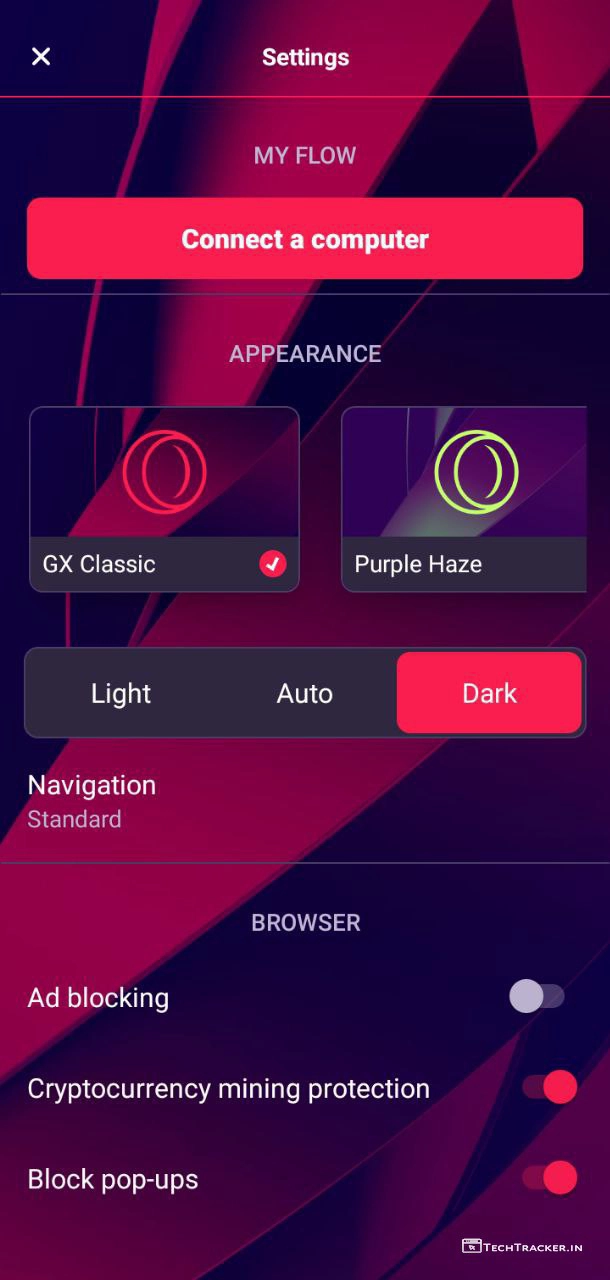 Settings
MY FLOW
Connect a computer
APPEARANCE
GX Classic
Purple Haze
Light Auto Dark
Navigation
Standard
BROWSER
Ad blocking
Cryptocurrency mining protection
Block pop-ups
TECHTRACKER.IN